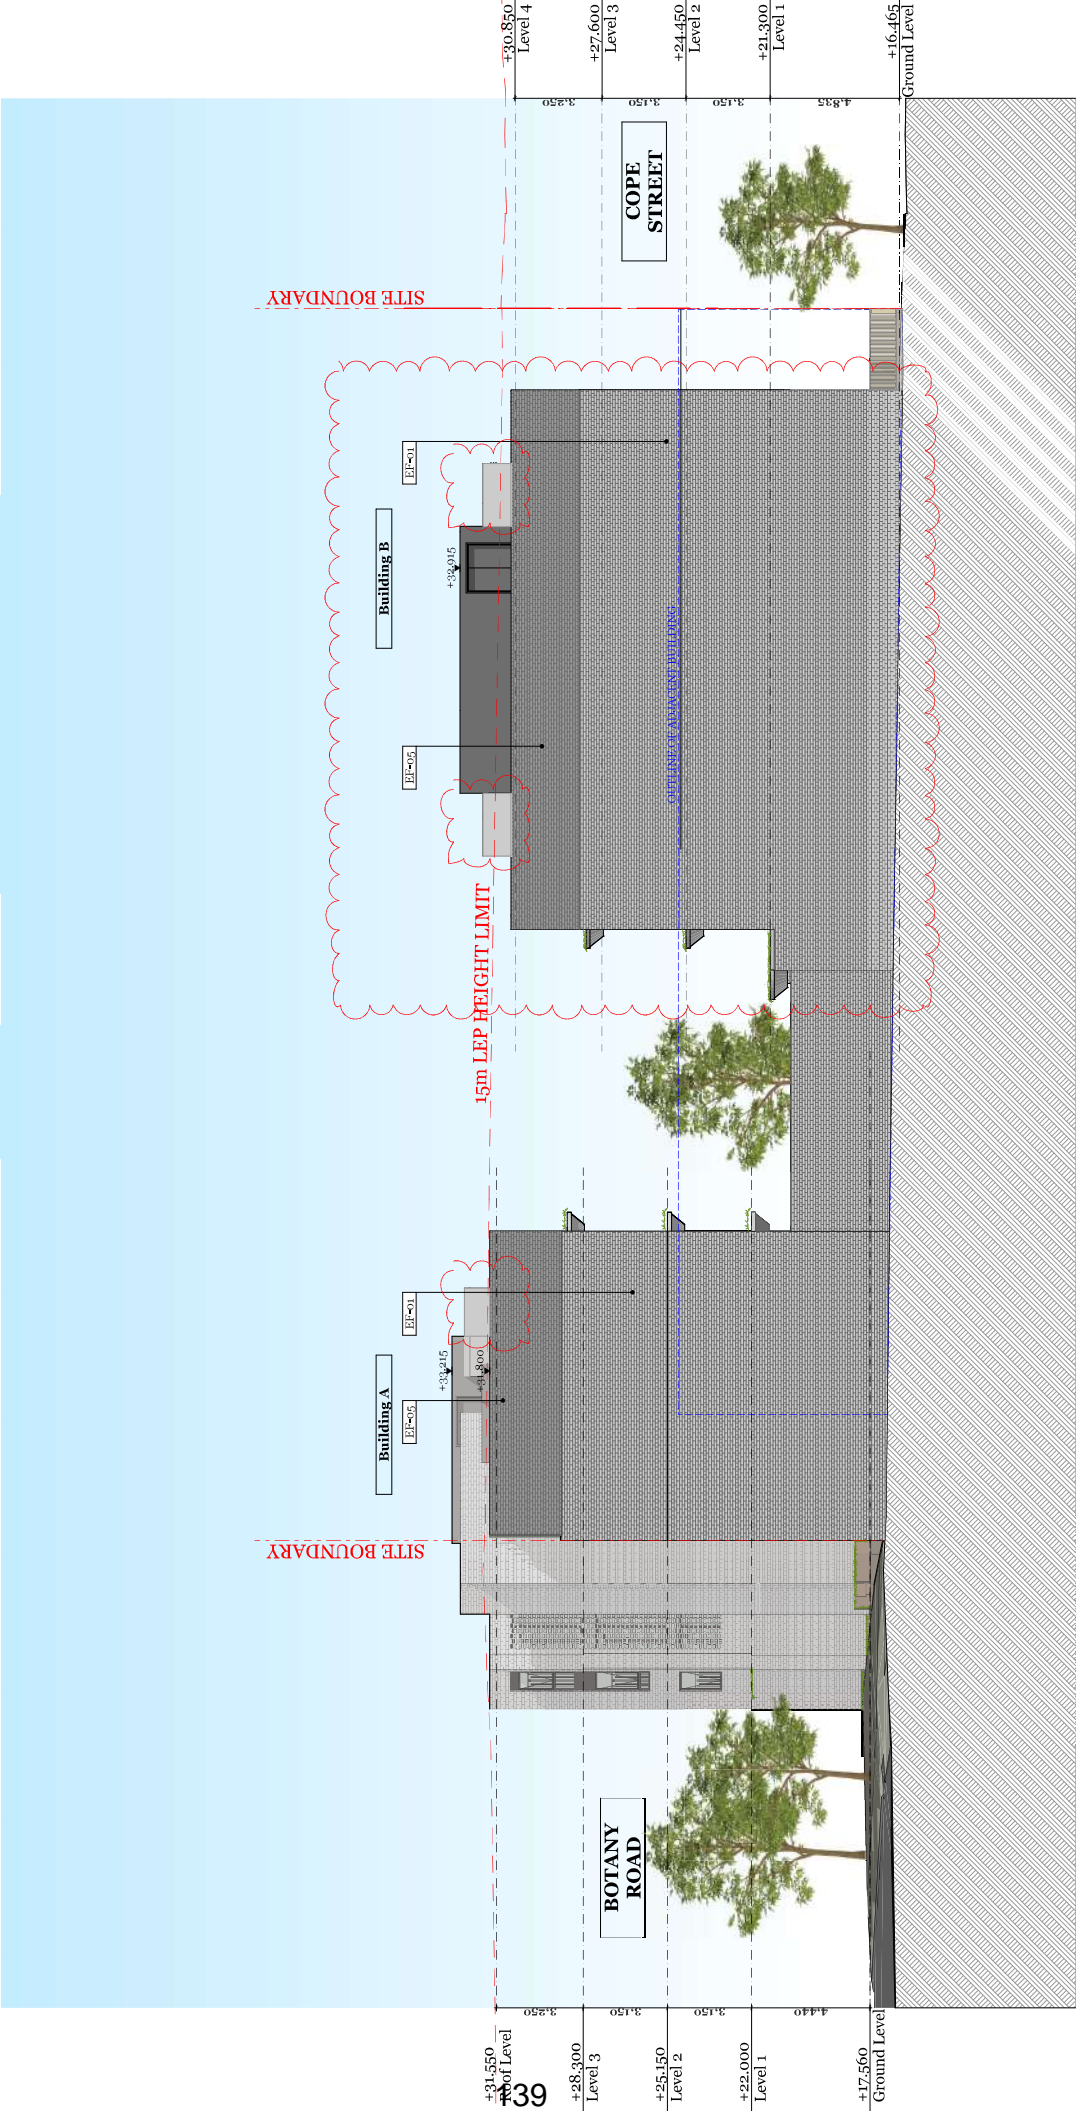 +30.850
Level 4
+27.600
Level 3
+24.450
Level 2
+21.300
Level 1
+16.465
Ground Level
3.250
3.150
3.150
4.835
COPE
STREET
SITE BOUNDARY
EF-01
Building B
+32.915
OUTLINE OF ADJACENT BUILDING
EF-05
15m LEP HEIGHT LIMIT
EF-01
Building A
+33.215
+31.800
EF-05
SITE BOUNDARY
BOTANY
ROAD
3.250
3.150
3.150
4.440
+31.550
Roof Level
+28.300
Level 3
+25.150
Level 2
+22.000
Level 1
+17.560
Ground Level
139